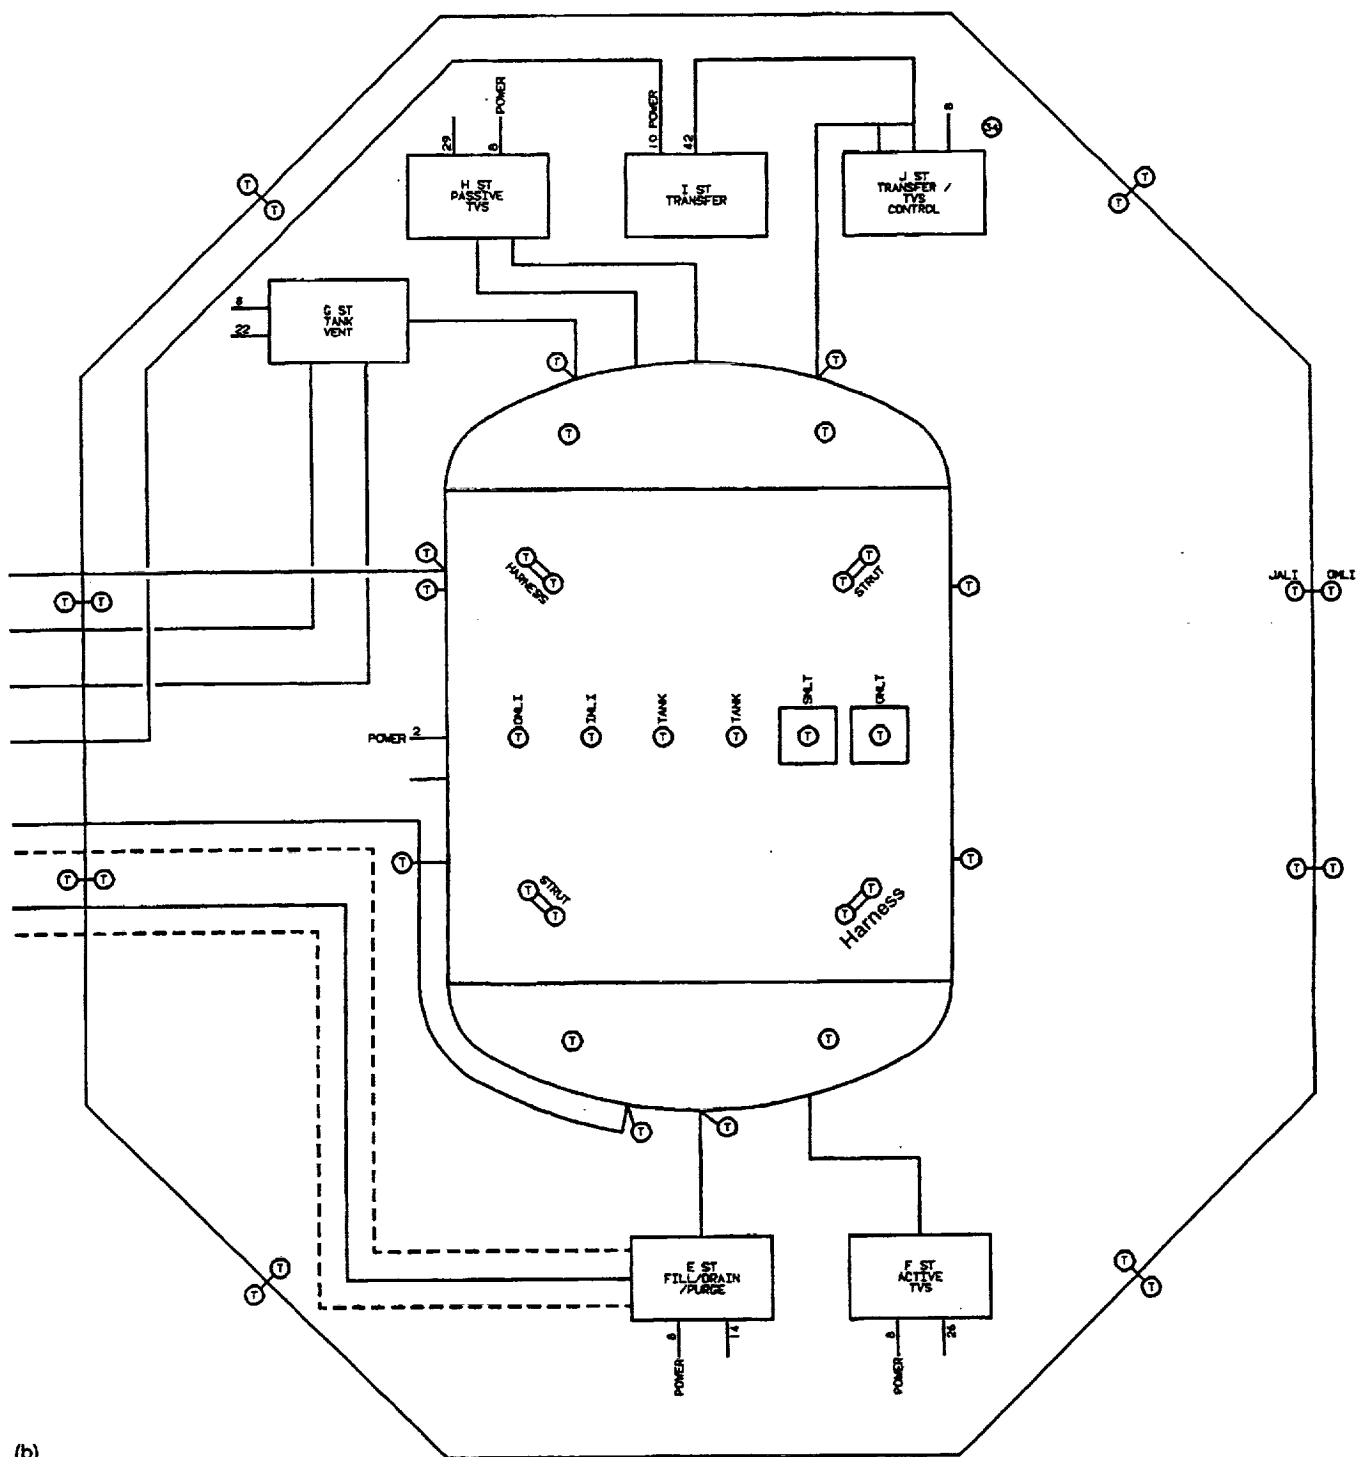 POWER
29
8
10 POWER
42
8
34
H ST
PASSIVE
TVS
I ST
TRANSFER
J ST
TRANSFER /
TVS
CONTROL
T
T
T
T
8
22
G ST
TANK
VENT
T
T
T
T
T
T
T
T
T
HARNESS
T
T
STRUT
T
T
JALI
OMLI
T
T
T
T
OMLI
IMLI
TANK
TANK
SMLT
OMLT
POWER 2
T
T
T
T
T
T
T
T
T
T
T
T
T
T
STRUT
T
T
Harness
T
T
T
T
E ST
FILL/DRAIN
/PURGE
F ST
ACTIVE
TVS
T
T
T
T
8
14
8
26
POWER
POWER
(b)